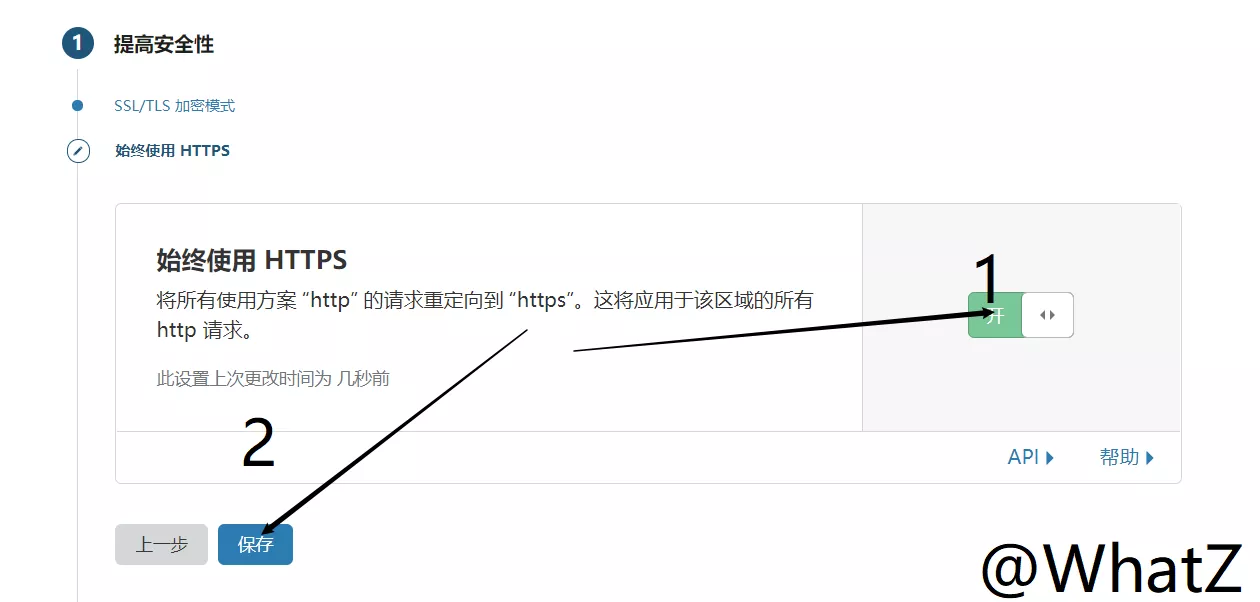 1 提高安全性
SSL/TLS 加密模式
始终使用 HTTPS
始终使用 HTTPS
将所有使用方案 “http” 的请求重定向到 “https”。这将应用于该区域的所有
http 请求。
此设置上次更改时间为 几秒前
1
开
2
API
帮助
上一步
保存
@WhatZ